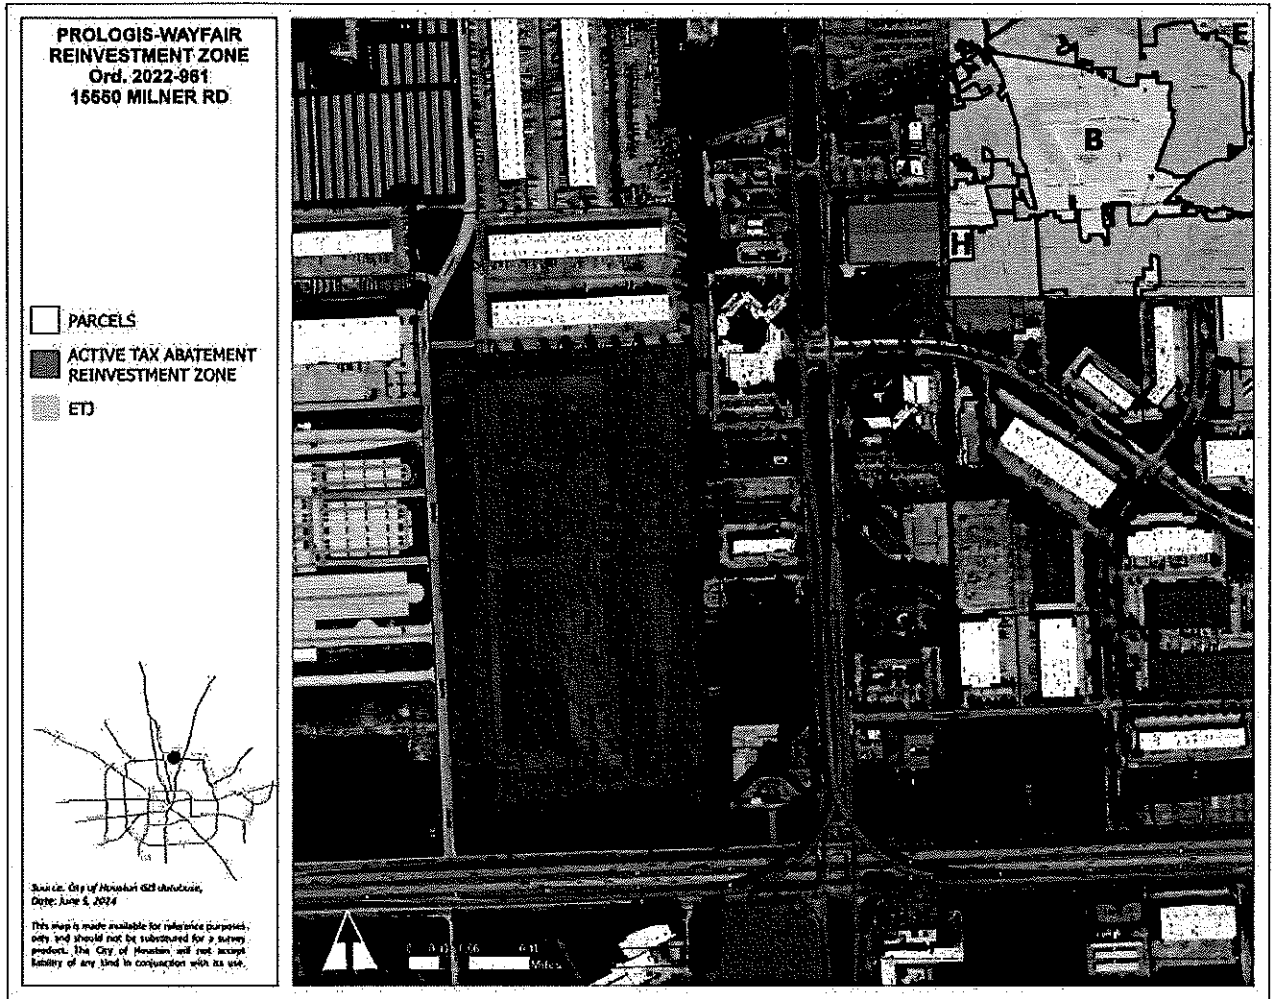 PROLOGIS-WAYFAIR
REINVESTMENT ZONE
Ord. 2022-961
15550 MILNER RD
PARCELS
ACTIVE TAX ABATEMENT
REINVESTMENT ZONE
ETJ
Source: City of Houston GIS database,
Date: June 5, 2024
This map is made available for reference purposes
only and should not be substituted for a survey
product. The City of Houston will not accept
liability of any kind in conjunction with its use.
E
B
H
Miles